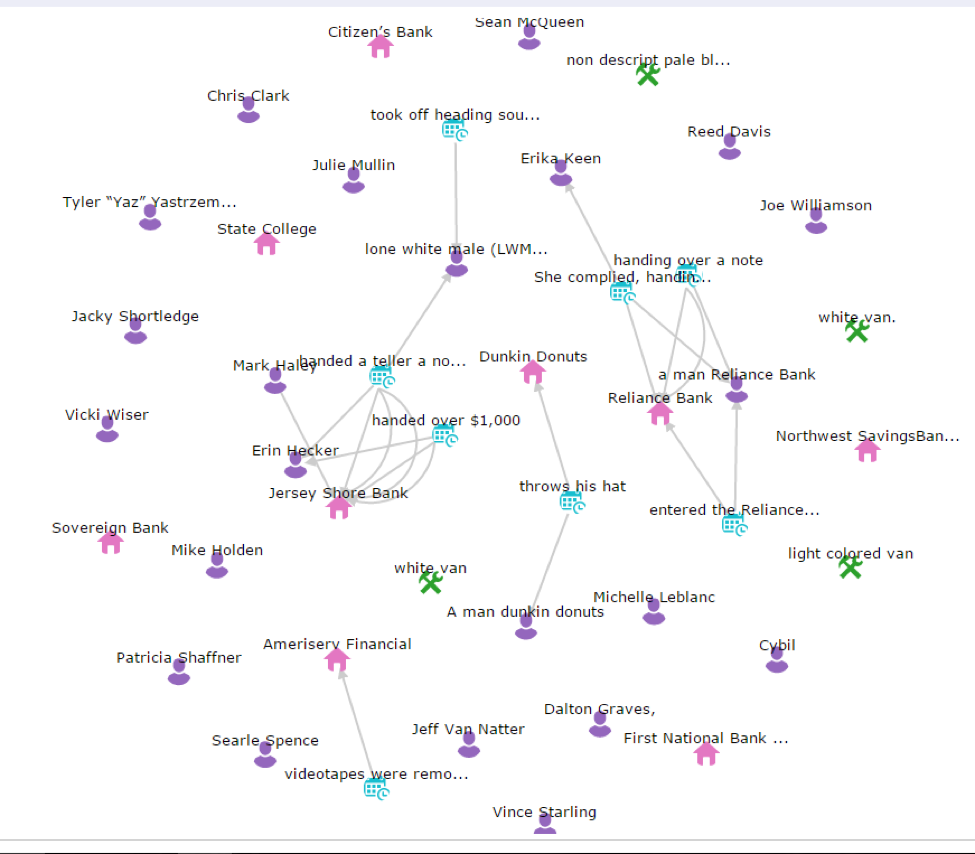 Sean McQueen
Citizen’s Bank
non descript pale bl...
Chris Clark
took off heading sou...
Reed Davis
Erika Keen
Julie Mullin
Tyler “Yaz” Yastrzem...
Joe Williamson
State College
lone white male (LWM...
handing over a note
She complied, handin...
Jacky Shortledge
white van.
Dunkin Donuts
handed a teller a no...
Mark Haley
a man Reliance Bank
Reliance Bank
Vicki Wiser
handed over $1,000
Northwest SavingsBan...
Erin Hecker
throws his hat
Jersey Shore Bank
entered the Reliance...
Sovereign Bank
Mike Holden
light colored van
white van
Michelle Leblanc
A man dunkin donuts
Amerisery Financial
Cybil
Patricia Shaffner
Dalton Graves,
Jeff Van Natter
First National Bank ...
Searle Spence
videotapes were remo...
Vince Starling